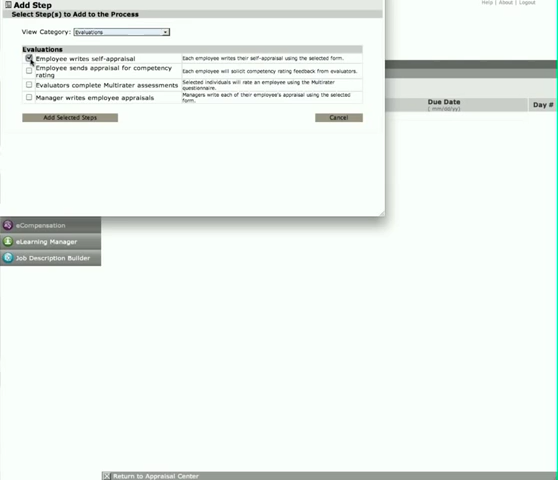 Add Step
Select Step(s) to Add to the Process
Help | About | Logout
View Category: Evaluations
Evaluations
Employee writes self-appraisal
Each employee writes their self-appraisal using the selected form.
Employee sends appraisal for competency
rating
Each employee will solicit competency rating feedback from evaluators.
Evaluators complete Multirater assessments
Selected individuals will rate an employee using the Multirater
questionnaire.
Manager writes employee appraisals
Managers write each of their employee's appraisal using the selected
form.
Add Selected Steps
Cancel
Due Date
( mm/dd/yy)
Day #
eCompensation
eLearning Manager
Job Description Builder
Return to Appraisal Center